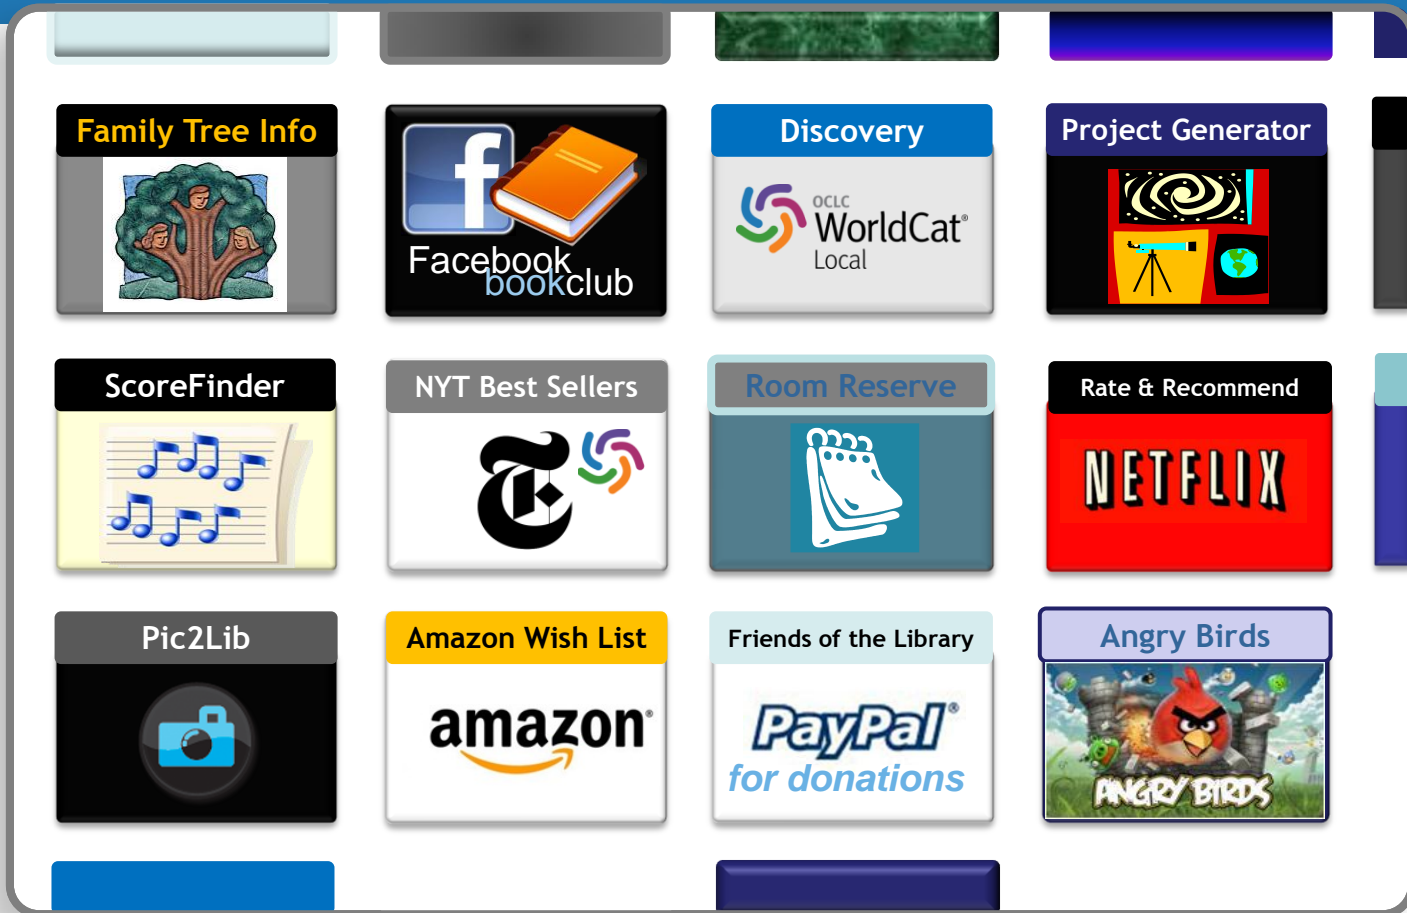 Family Tree Info
f
Facebook
bookclub
Discovery
OCLC
WorldCat®
Local
Project Generator
ScoreFinder
NYT Best Sellers
T
Room Reserve
Rate & Recommend
NETFLIX
Pic2Lib
Amazon Wish List
amazon®
Friends of the Library
PayPal®
for donations
Angry Birds
ANGRY BIRDS